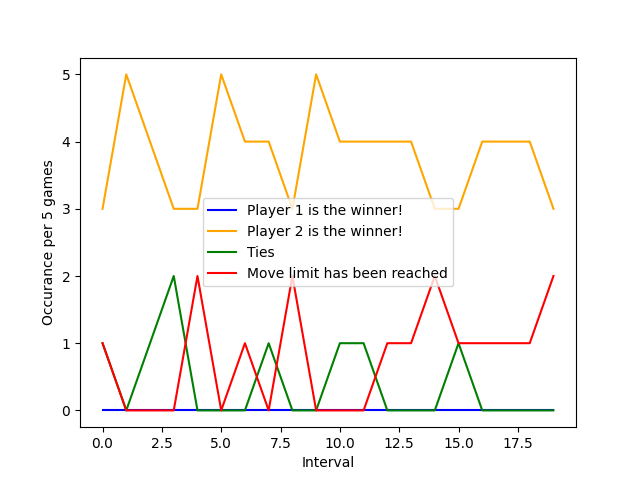 5
4
3
2
1
0
Occurance per 5 games
Player 1 is the winner!
Player 2 is the winner!
Ties
Move limit has been reached
0.0 2.5 5.0 7.5 10.0 12.5 15.0 17.5
Interval